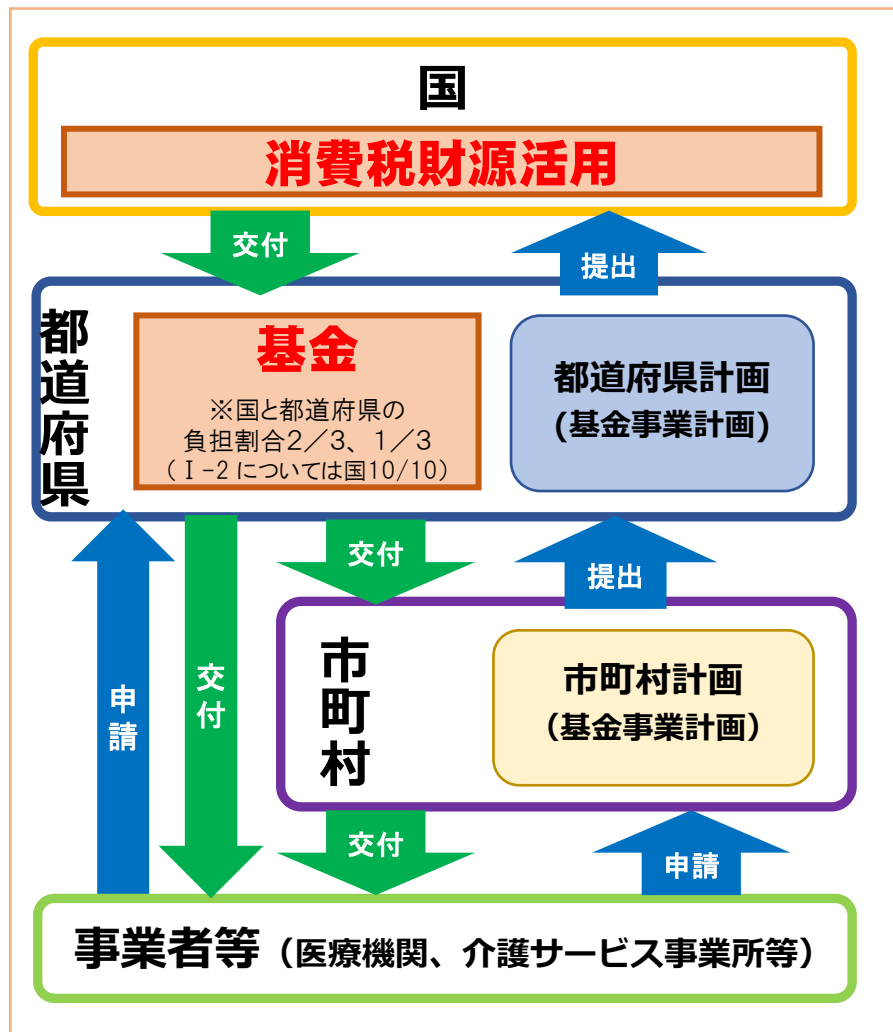 国
消費税財源活用
交付
提出
都道府県
基金
※国と都道府県の
負担割合2／3、1／3
(Ⅰ-2については国10/10)
都道府県計画
(基金事業計画)
交付
提出
申請
交付
市町村
市町村計画
(基金事業計画)
交付
申請
事業者等(医療機関、介護サービス事業所等)